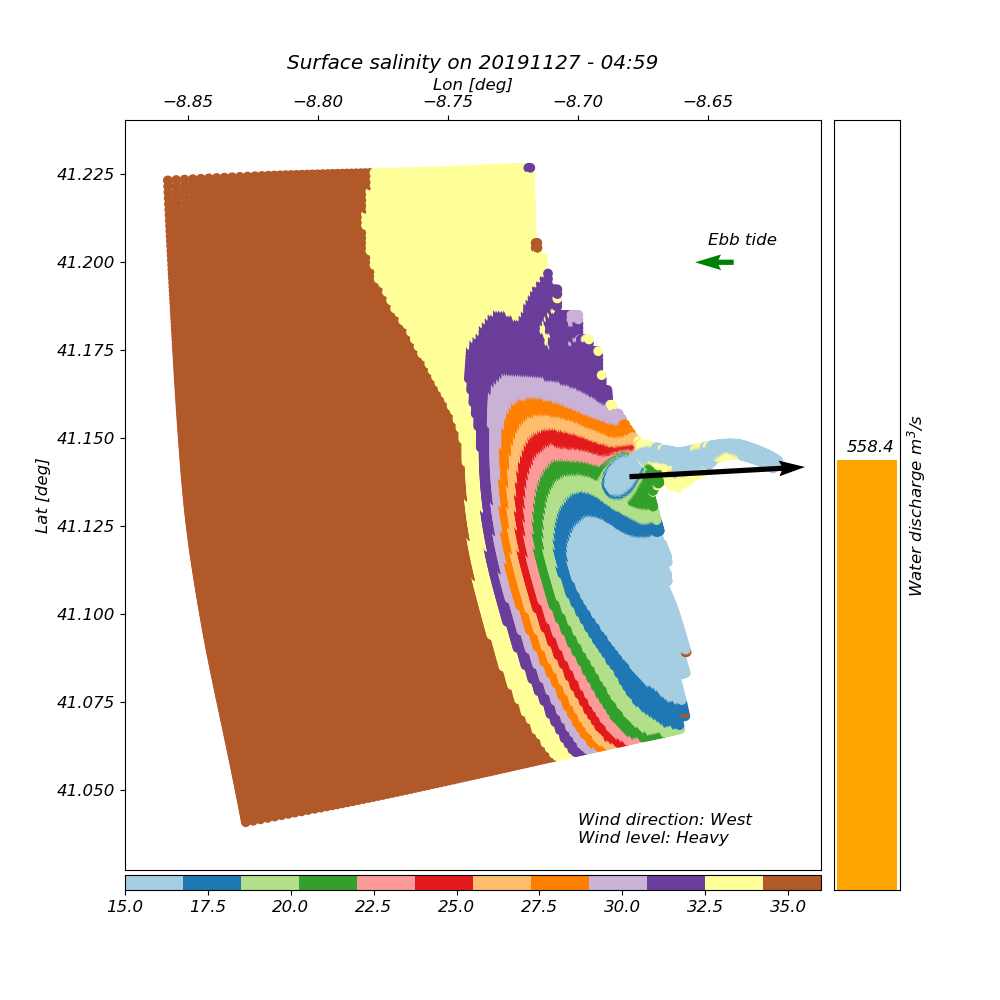 Surface salinity on 20191127 - 04:59
Lon [deg]
−8.85 −8.80 −8.75 −8.70 −8.65
41.225
41.200
41.175
41.150
41.125
41.100
41.075
41.050
Lat [deg]
Ebb tide
Wind direction: West
Wind level: Heavy
558.4
Water discharge m³/s
15.0 17.5 20.0 22.5 25.0 27.5 30.0 32.5 35.0